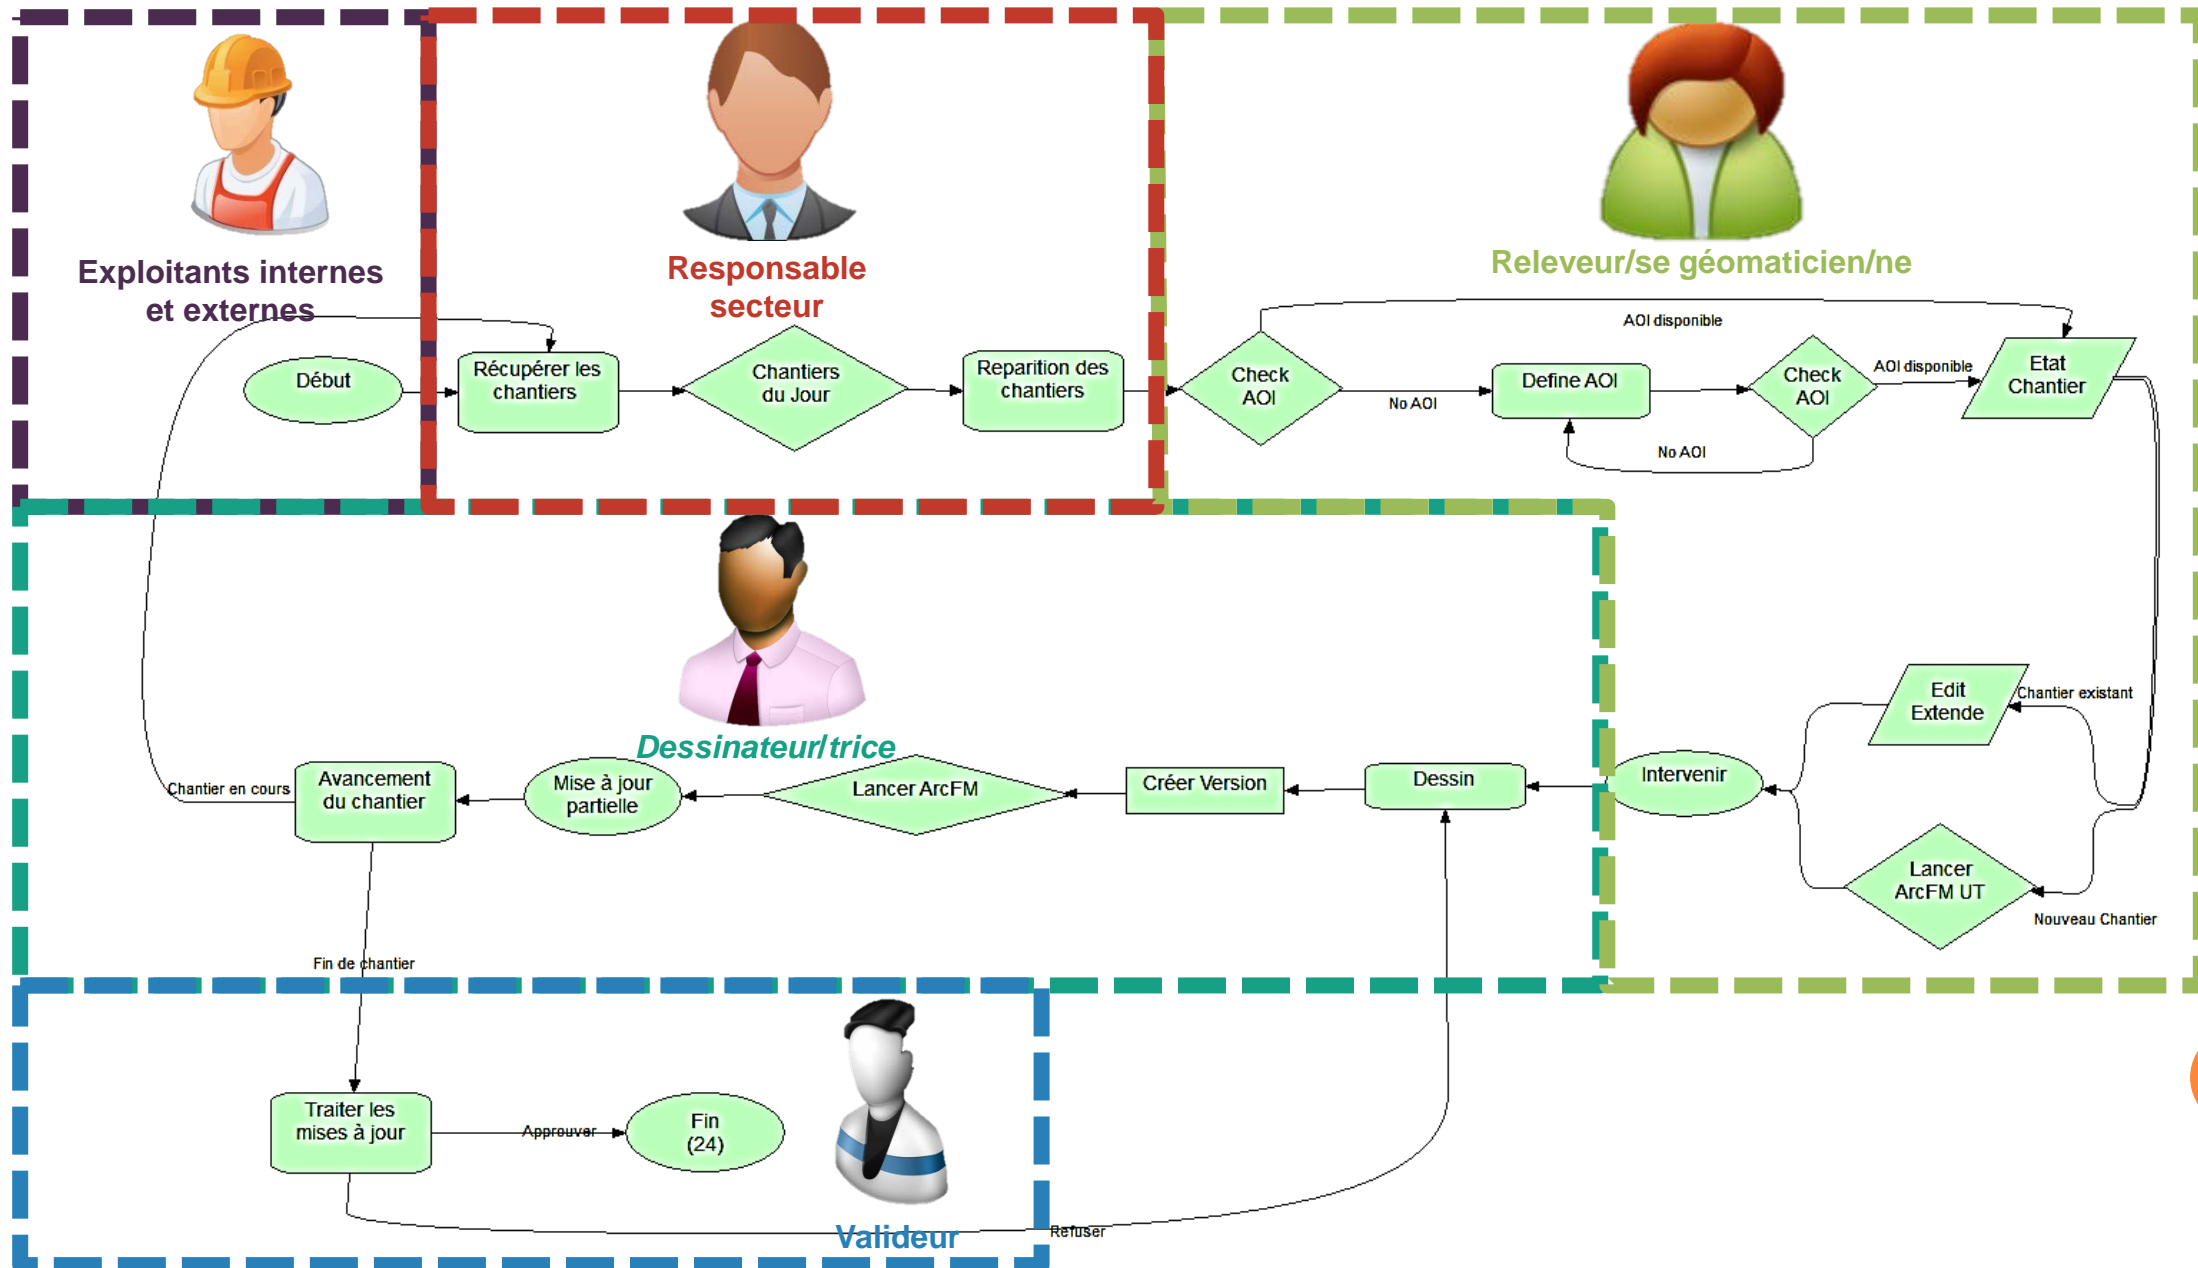 Exploitants internes
et externes
Responsable
secteur
Releveur/se géomaticien/ne
Début
Récupérer les
chantiers
Chantiers
du Jour
Reparition des
chantiers
Check
AOI
No AOI
AOI disponible
Define AOI
No AOI
Check
AOI
AOI disponible
Etat
Chantier
Dessinateur/trice
Chantier en cours
Avancement
du chantier
Mise à jour
partielle
Lancer ArcFM
Créer Version
Dessin
Intervenir
Edit
Extende
Chantier existant
Lancer
ArcFM UT
Nouveau Chantier
Fin de chantier
Traiter les
mises à jour
Approuver
Fin
(24)
Valideur
Refuser